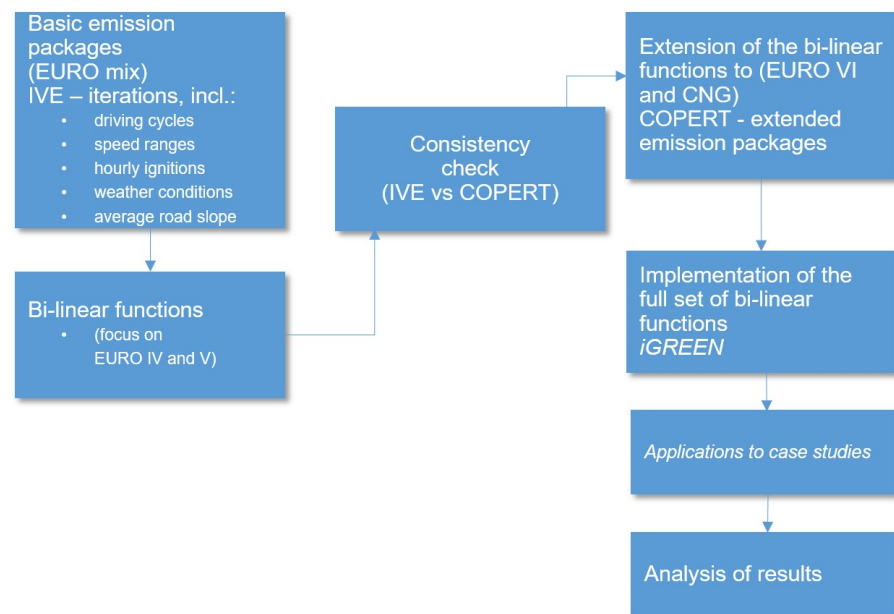 Basic emission
packages
(EURO mix)
IVE – iterations, incl.:
• driving cycles
• speed ranges
• hourly ignitions
• weather conditions
• average road slope
Bi-linear functions
• (focus on
EURO IV and V)
Consistency
check
(IVE vs COPERT)
Extension of the bi-linear
functions to (EURO VI
and CNG)
COPERT - extended
emission packages
Implementation of the
full set of bi-linear
functions
iGREEN
Applications to case studies
Analysis of results